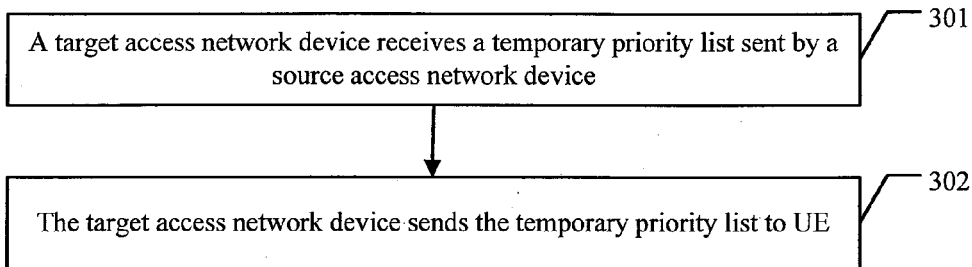 301
A target access network device receives a temporary priority list sent by a
source access network device
302
The target access network device sends the temporary priority list to UE